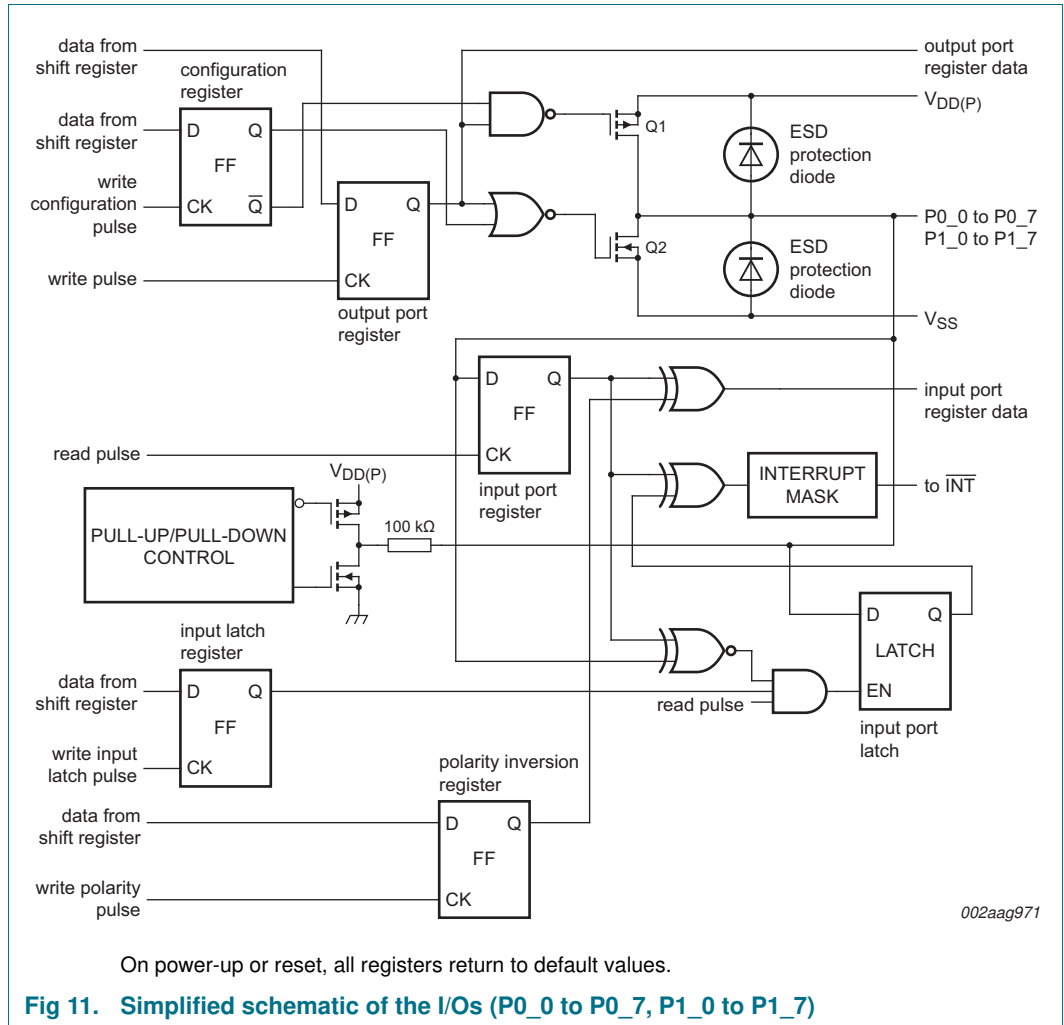 data from
shift register
configuration
register
data from
shift register
write
configuration
pulse
D Q
FF
CK Q̅
D Q
FF
CK
write pulse
output port
register
Q1
Q2
output port
register data
VDD(P)
ESD
protection
diode
P0_0 to P0_7
P1_0 to P1_7
ESD
protection
diode
VSS
D Q
FF
CK
read pulse
input port
register
input port
register data
INTERRUPT
MASK
to I̅N̅T̅
VDD(P)
PULL-UP/PULL-DOWN
CONTROL
100 kΩ
D Q
LATCH
EN
input port
latch
read pulse
input latch
register
data from
shift register
D Q
FF
CK
write input
latch pulse
polarity inversion
register
data from
shift register
D Q
FF
CK
write polarity
pulse
002aag971
On power-up or reset, all registers return to default values.
Fig 11. Simplified schematic of the I/Os (P0_0 to P0_7, P1_0 to P1_7)